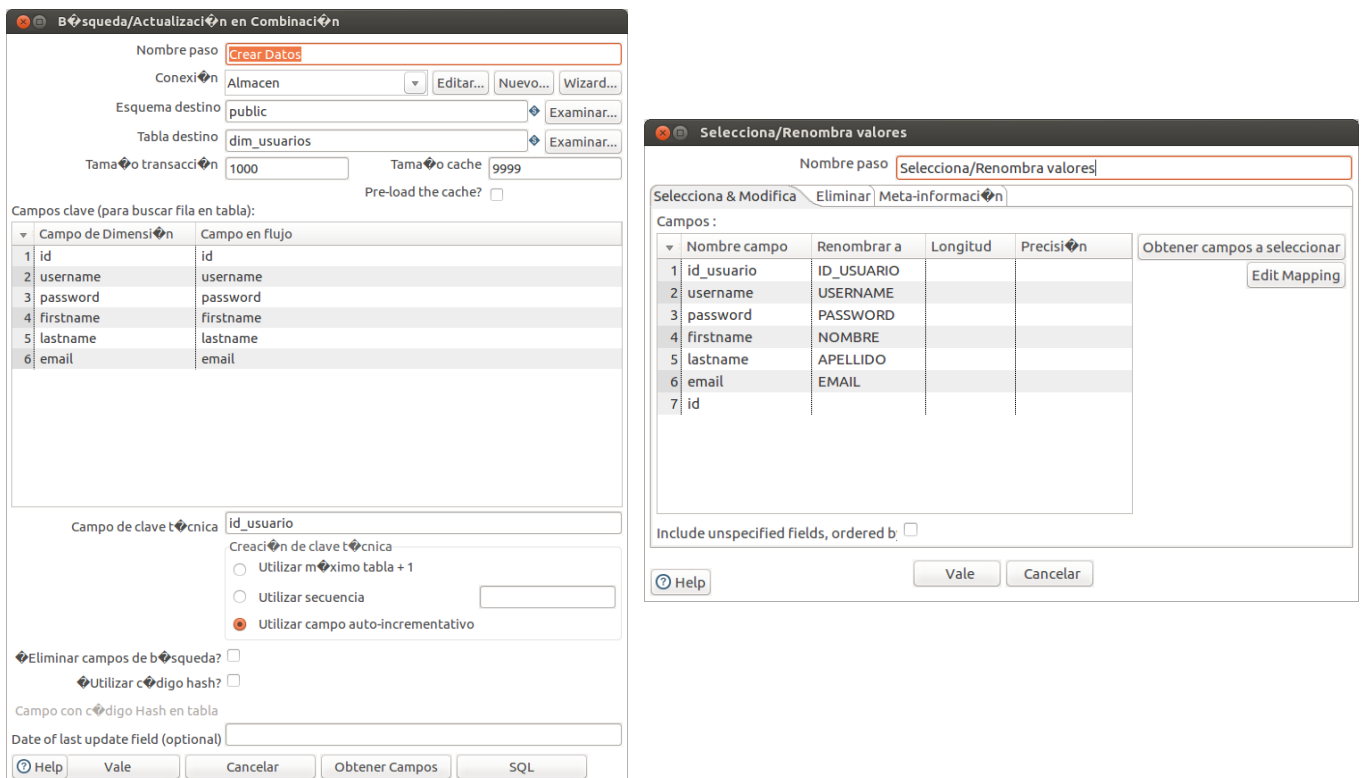 B�squeda/Actualizaci�n en Combinaci�n
Nombre paso Crear Datos
Conexi�n Almacen Editar... Nuevo... Wizard...
Esquema destino public Examinar...
Tabla destino dim_usuarios Examinar...
Tama�o transacci�n 1000 Tama�o cache 9999
Pre-load the cache?
Campos clave (para buscar fila en tabla):
Campo de Dimensi�n Campo en flujo
1 id id
2 username username
3 password password
4 firstname firstname
5 lastname lastname
6 email email
Campo de clave t�cnica id_usuario
Creaci�n de clave t�cnica
Utilizar m�ximo tabla + 1
Utilizar secuencia
Utilizar campo auto-incrementativo
�Eliminar campos de b�squeda?
�Utilizar c�digo hash?
Campo con c�digo Hash en tabla
Date of last update field (optional)
Help Vale Cancelar Obtener Campos SQL
Selecciona/Renombra valores
Nombre paso Selecciona/Renombra valores
Selecciona & Modifica Eliminar Meta-informaci�n
Campos :
Nombre campo Renombrar a Longitud Precisi�n Obtener campos a seleccionar
1 id_usuario ID_USUARIO Edit Mapping
2 username USERNAME
3 password PASSWORD
4 firstname NOMBRE
5 lastname APELLIDO
6 email EMAIL
7 id
Include unspecified fields, ordered b
Help Vale Cancelar